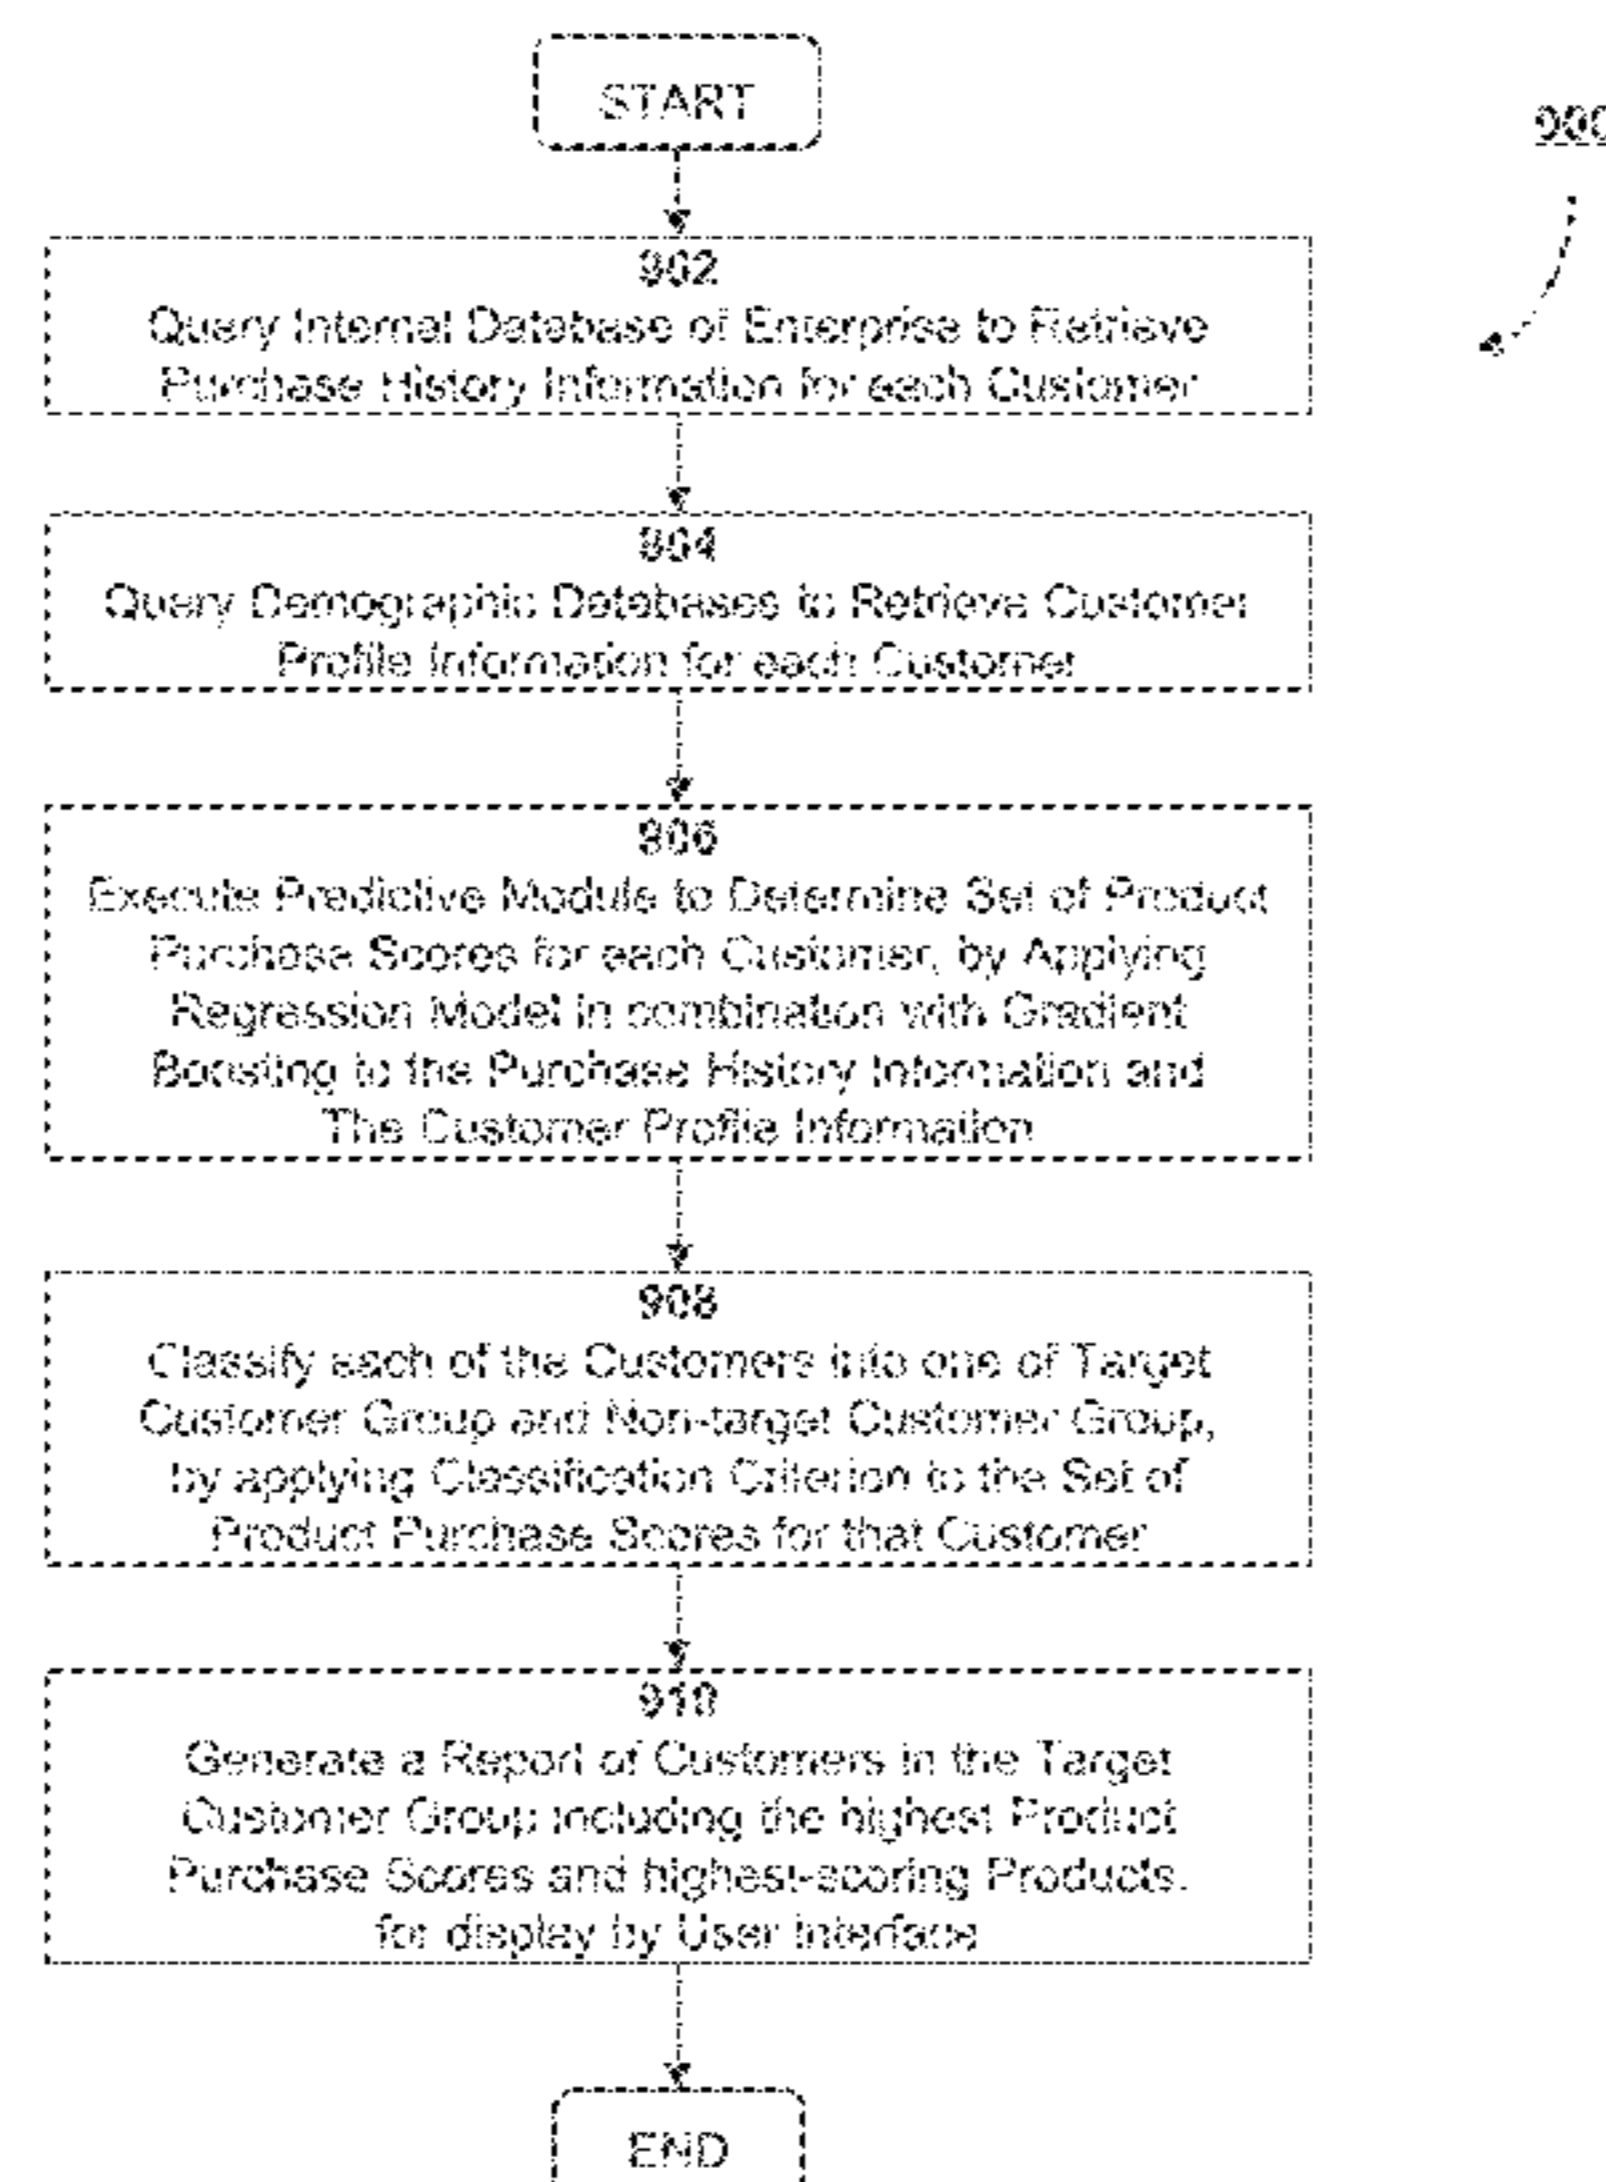 START
900
902
Query Internal Database of Enterprise to Retrieve
Purchase History Information for each Customer
904
Query Demographic Databases to Retrieve Customer
Profile Information for each Customer
906
Execute Predictive Module to Determine Set of Product
Purchase Scores for each Customer, by Applying
Regression Model in combination with Gradient
Boosting to the Purchase History Information and
The Customer Profile Information
908
Classify each of the Customers into one of Target
Customer Group and Non-target Customer Group,
by applying Classification Criterion to the Set of
Product Purchase Scores for that Customer
910
Generate a Report of Customers in the Target
Customer Group including the highest Product
Purchase Scores and highest-scoring Products,
for display by User Interface
END